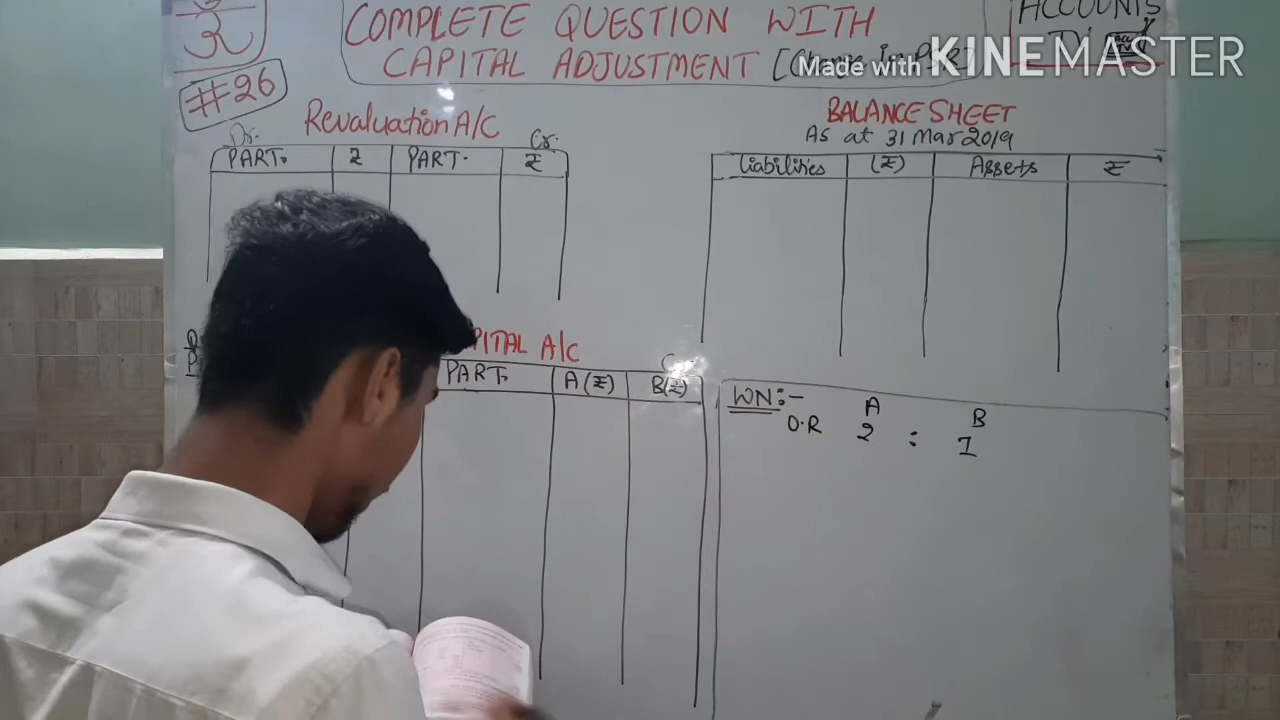 COMPLETE QUESTION WITH
CAPITAL ADJUSTMENT
ACCOUNTS
Made with KINEMASTER
#26
Revaluation A/C
Dr. Cr.
PART. ₹ PART. ₹
BALANCE SHEET
As at 31 Mar 2019
Liabilities (₹) Assets ₹
A/C
PART. A (₹) B(₹)
WN:-
A B
O.R 2 : 1